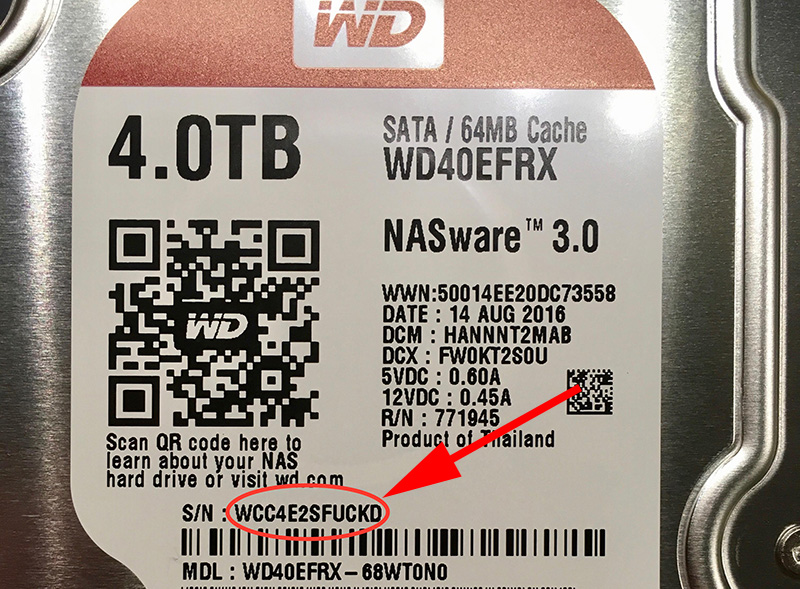 WD
4.0TB
SATA / 64MB Cache
WD40EFRX
NASware™ 3.0
WD
WWN:50014EE20DC73558
DATE : 14 AUG 2016
DCM : HANNNT2MAB
DCX : FW0KT2S0U
5VDC : 0.60A
12VDC : 0.45A
R/N : 771945
Product of Thailand
Scan QR code here to
learn about your NAS
hard drive or visit wd.com
S/N : WCC4E2SFUCKD
MDL : WD40EFRX-68WT0N0